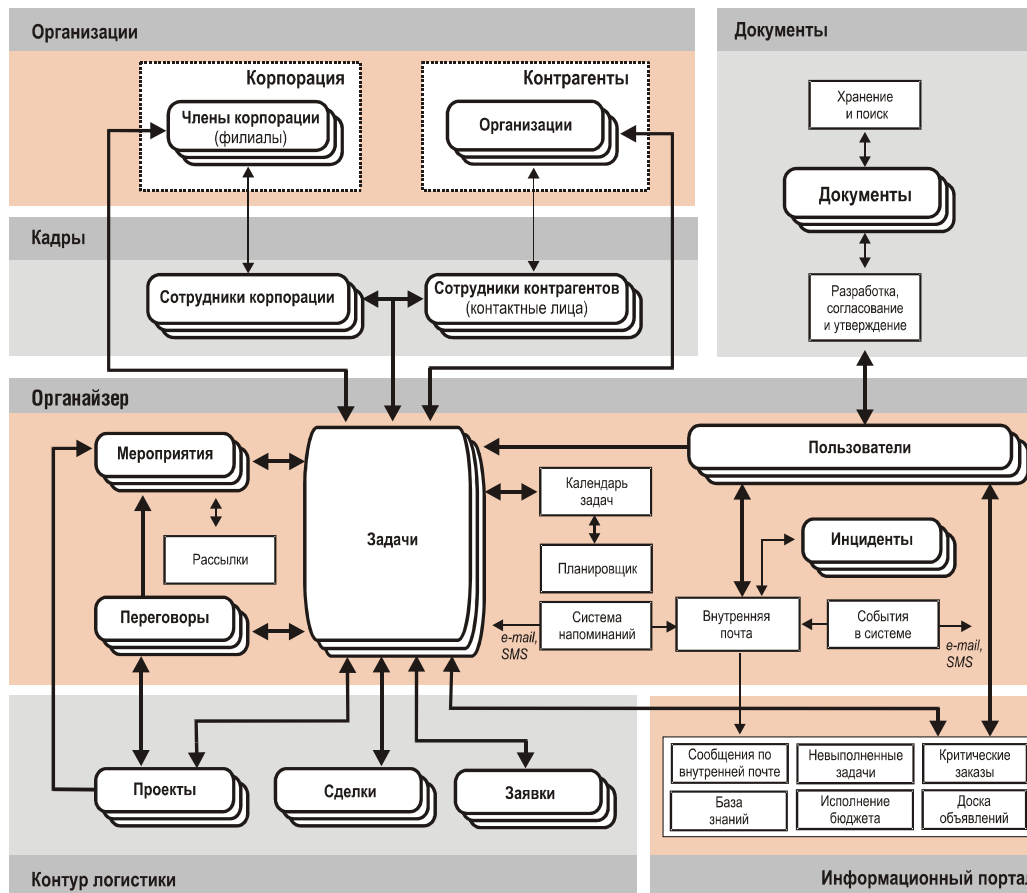 Организации
Корпорация
Члены корпорации
(филиалы)
Контрагенты
Организации
Документы
Хранение
и поиск
Документы
Разработка,
согласование
и утверждение
Кадры
Сотрудники корпорации
Сотрудники контрагентов
(контактные лица)
Органайзер
Мероприятия
Рассылки
Переговоры
Задачи
Календарь
задач
Планировщик
Система
напоминаний
e-mail,
SMS
Пользователи
Инциденты
Внутренняя
почта
События
в системе
e-mail,
SMS
Проекты
Сделки
Заявки
Контур логистики
Сообщения по
внутренней почте
Невыполненные
задачи
Критические
заказы
База
знаний
Исполнение
бюджета
Доска
объявлений
Информационный портал